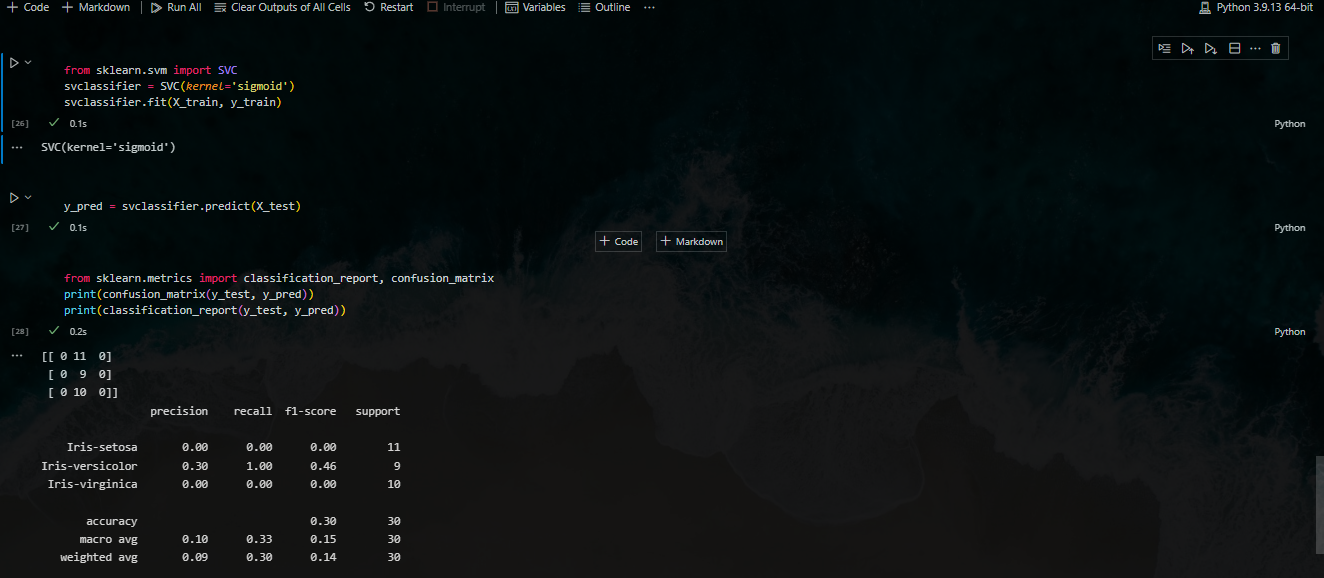 + Code + Markdown | Run All Clear Outputs of All Cells Restart Interrupt | Variables Outline ... Python 3.9.13 64-bit
from sklearn.svm import SVC
svclassifier = SVC(kernel='sigmoid')
svclassifier.fit(X_train, y_train)
[26] ✓ 0.1s Python
... SVC(kernel='sigmoid')
y_pred = svclassifier.predict(X_test)
[27] ✓ 0.1s Python
+ Code + Markdown
from sklearn.metrics import classification_report, confusion_matrix
print(confusion_matrix(y_test, y_pred))
print(classification_report(y_test, y_pred))
[28] ✓ 0.2s Python
... [[ 0 11  0]
[ 0  9  0]
[ 0 10  0]]
precision recall f1-score support
Iris-setosa 0.00 0.00 0.00 11
Iris-versicolor 0.30 1.00 0.46 9
Iris-virginica 0.00 0.00 0.00 10
accuracy 0.30 30
macro avg 0.10 0.33 0.15 30
weighted avg 0.09 0.30 0.14 30